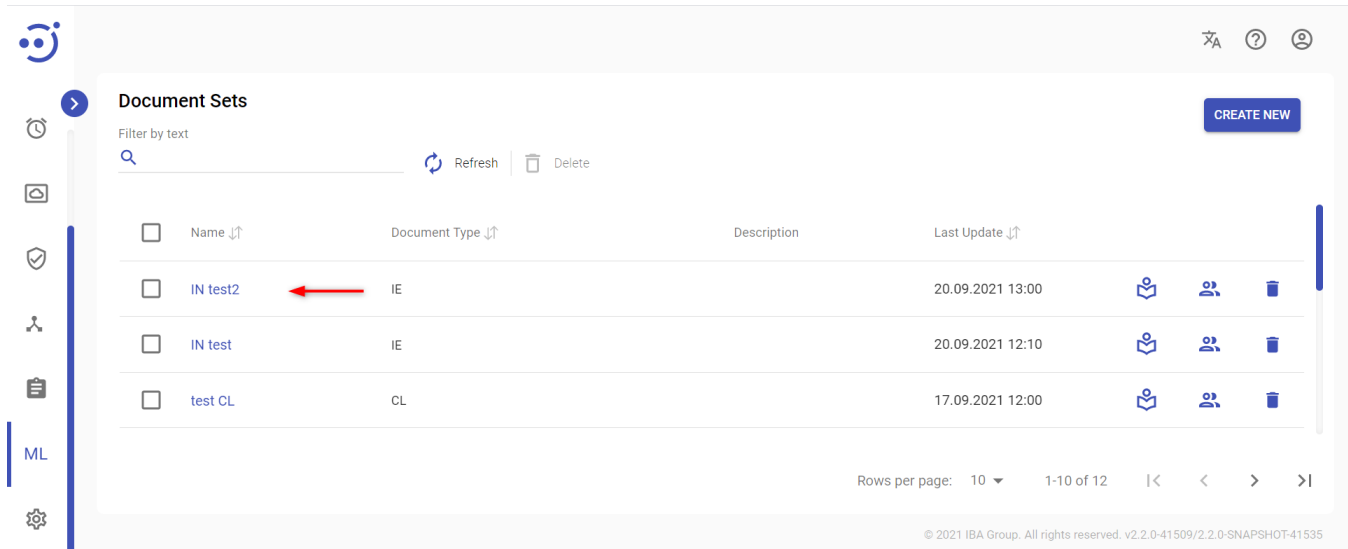 Document Sets
CREATE NEW
Filter by text
Refresh Delete
Name Document Type Description Last Update
IN test2 IE 20.09.2021 13:00
IN test IE 20.09.2021 12:10
test CL CL 17.09.2021 12:00
ML
Rows per page: 10 1-10 of 12
© 2021 IBA Group. All rights reserved. v2.2.0-41509/2.2.0-SNAPSHOT-41535